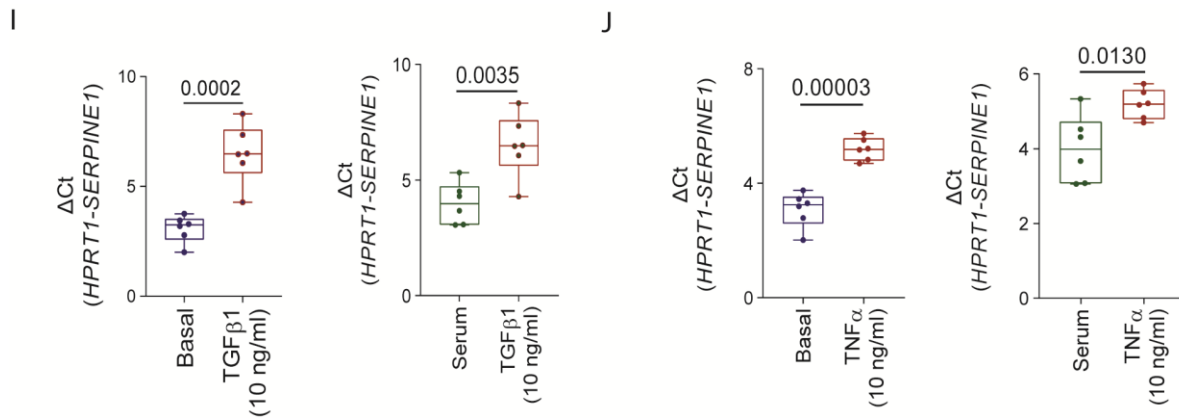 I
ΔCt
(HPRT1-SERPINE1)
10
5
0
0.0002
Basal
TGFβ1
(10 ng/ml)
ΔCt
(HPRT1-SERPINE1)
10
5
0
0.0035
Serum
TGFβ1
(10 ng/ml)
J
ΔCt
(HPRT1-SERPINE1)
8
4
0
0.00003
Basal
TNFα
(10 ng/ml)
ΔCt
(HPRT1-SERPINE1)
6
4
2
0
0.0130
Serum
TNFα
(10 ng/ml)